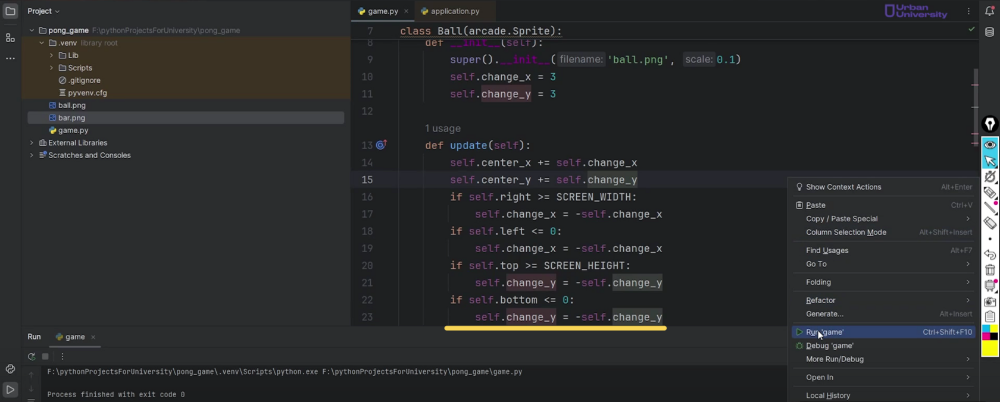 Project
game.py
application.py
Urban
University
pong_game F:\pythonProjectsForUniversity\pong_game
.venv library root
Lib
Scripts
.gitignore
pyvenv.cfg
ball.png
bar.png
game.py
External Libraries
Scratches and Consoles
7 class Ball(arcade.Sprite):
8 def __init__(self):
9 super().__init__( filename: 'ball.png', scale: 0.1)
10 self.change_x = 3
11 self.change_y = 3
12
1 usage
13 def update(self):
14 self.center_x += self.change_x
15 self.center_y += self.change_y
16 if self.right >= SCREEN_WIDTH:
17 self.change_x = -self.change_x
18 if self.left <= 0:
19 self.change_x = -self.change_x
20 if self.top >= SCREEN_HEIGHT:
21 self.change_y = -self.change_y
22 if self.bottom <= 0:
23 self.change_y = -self.change_y
Show Context Actions Alt+Enter
Paste Ctrl+V
Copy / Paste Special
Column Selection Mode Alt+Shift+Insert
Find Usages Alt+F7
Go To
Folding
Refactor
Generate... Alt+Insert
Run 'game' Ctrl+Shift+F10
Debug 'game'
More Run/Debug
Open In
Local History
Run game
F:\pythonProjectsForUniversity\pong_game\.venv\Scripts\python.exe F:\pythonProjectsForUniversity\pong_game\game.py
Process finished with exit code 0